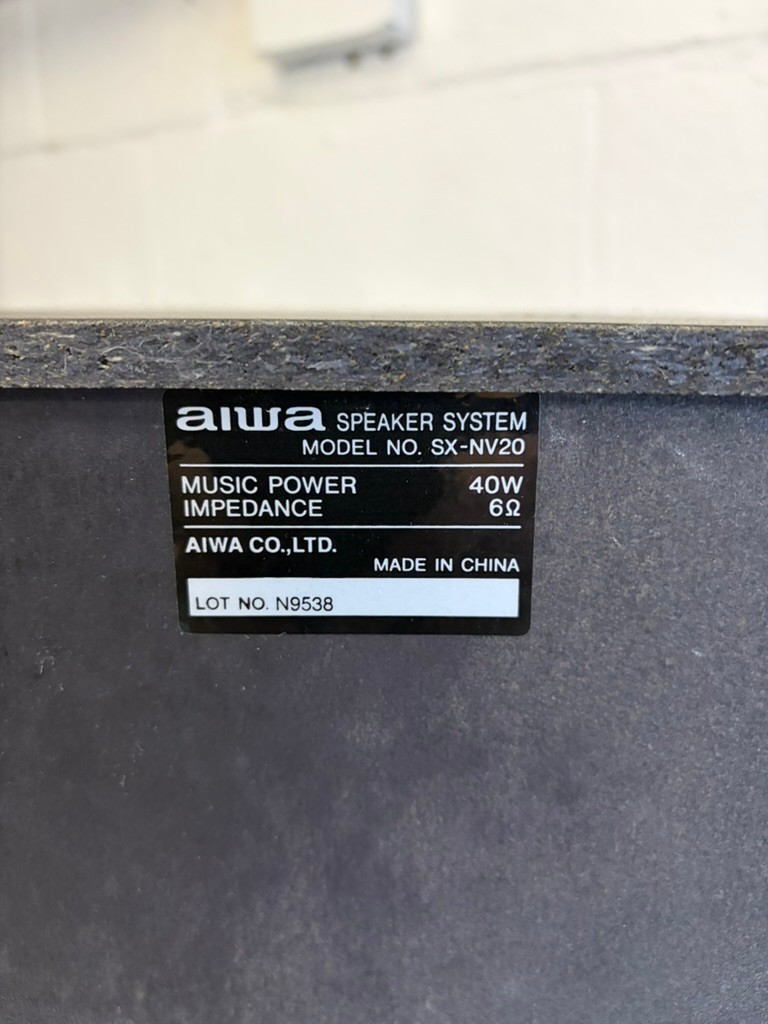 aiwa SPEAKER SYSTEM
MODEL NO. SX-NV20
MUSIC POWER 40W
IMPEDANCE 6Ω
AIWA CO.,LTD.
MADE IN CHINA
LOT NO. N9538